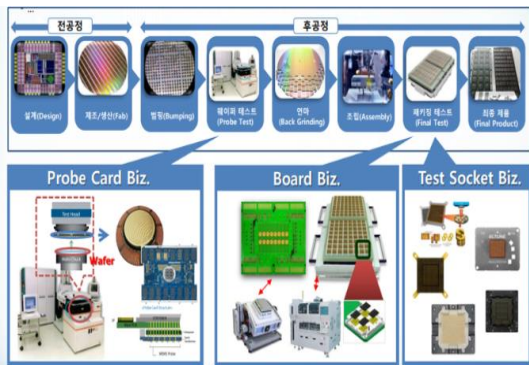 전공정
후공정
설계(Design)
제조/생산(Fab)
범핑(Bumping)
웨이퍼 테스트
(Probe Test)
연마
(Back Grinding)
조립(Assembly)
패키징 테스트
(Final Test)
최종 제품
(Final Product)
Probe Card Biz.
Board Biz.
Test Socket Biz.
Test Head
Wafer